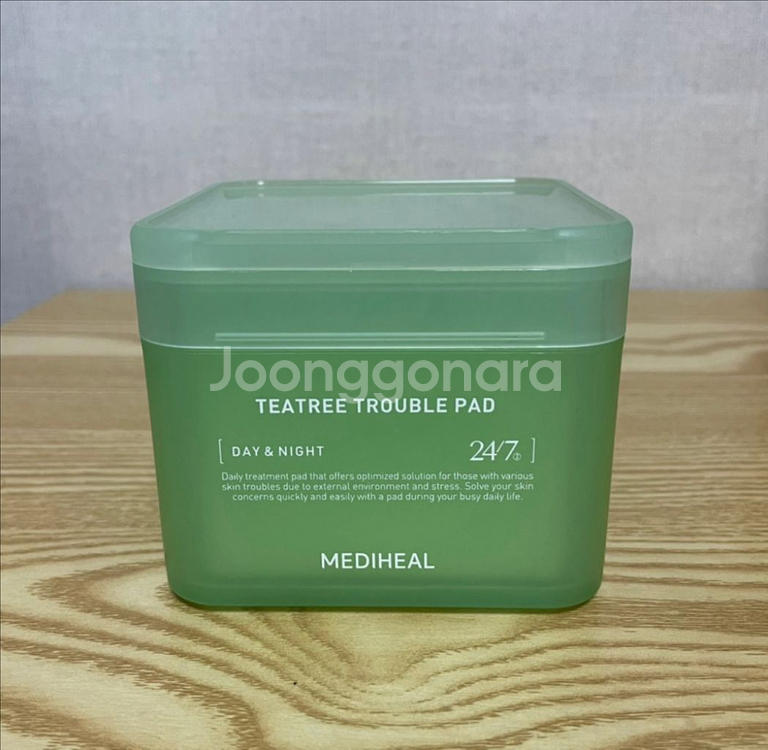 Joonggonara
TEATREE TROUBLE PAD
[ DAY & NIGHT 24/7 ]
Daily treatment pad that offers optimized solution for those with various
skin troubles due to external environment and stress. Solve your skin
concerns quickly and easily with a pad during your busy daily life.
MEDIHEAL